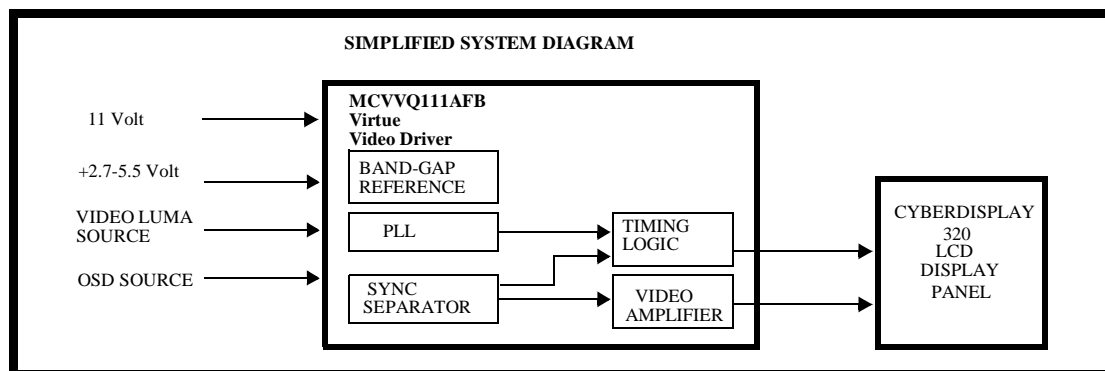 SIMPLIFIED SYSTEM DIAGRAM
MCVVQ111AFB
Virtue
Video Driver
11 Volt
+2.7-5.5 Volt
VIDEO LUMA
SOURCE
OSD SOURCE
BAND-GAP
REFERENCE
PLL
SYNC
SEPARATOR
TIMING
LOGIC
VIDEO
AMPLIFIER
CYBERDISPLAY
320
LCD
DISPLAY
PANEL